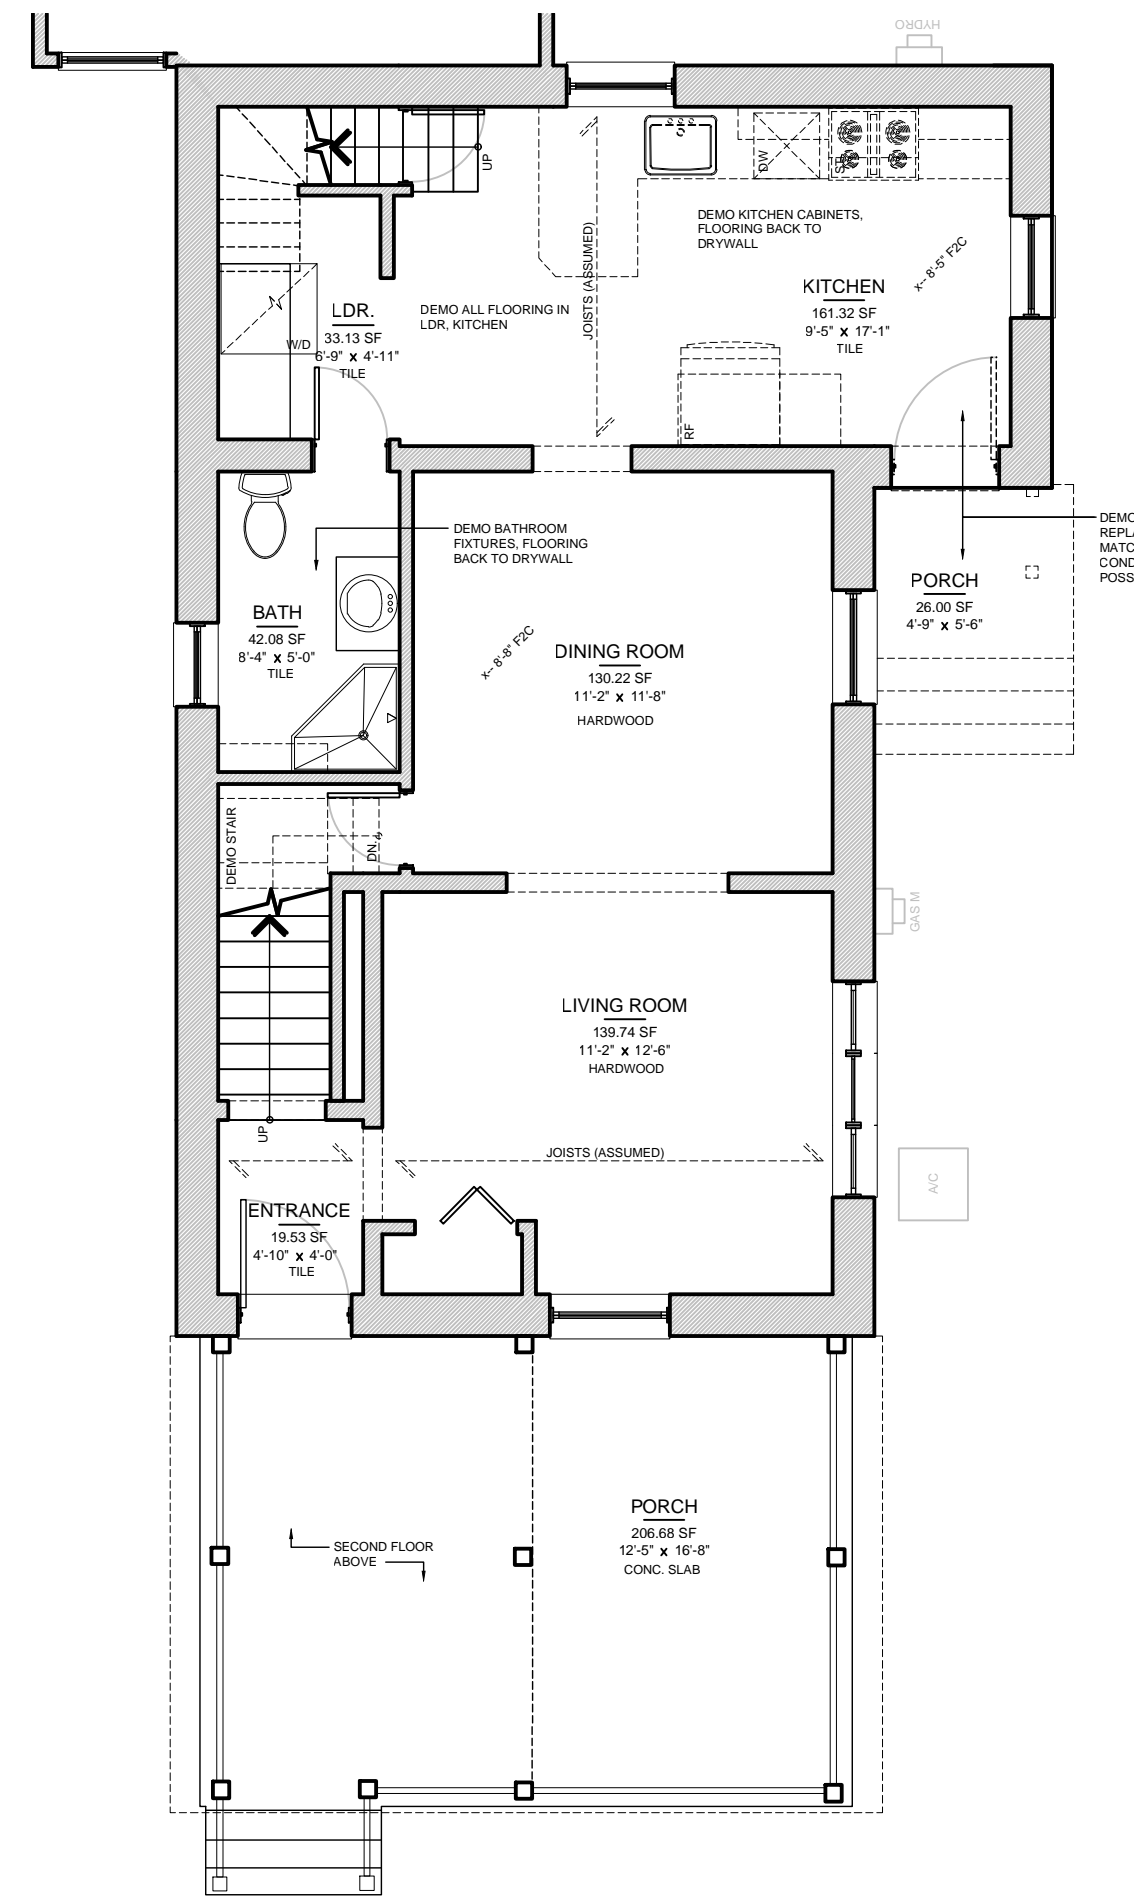 HYDRO
UP
DW
ST
DEMO KITCHEN CABINETS,
FLOORING BACK TO
DRYWALL
JOISTS (ASSUMED)
x-- 8'-5" F2C
KITCHEN
161.32 SF
9'-5" x 17'-1"
TILE
DEMO ALL FLOORING IN
LDR, KITCHEN
LDR.
33.13 SF
6'-9" x 4'-11"
TILE
W/D
RF
DEMO BATHROOM
FIXTURES, FLOORING
BACK TO DRYWALL
DEMO
REPLA
MATC
COND
POSS
PORCH
26.00 SF
4'-9" x 5'-6"
BATH
42.08 SF
8'-4" x 5'-0"
TILE
x-- 8'-8" F2C
DINING ROOM
130.22 SF
11'-2" x 11'-8"
HARDWOOD
DEMO STAIR
DN.
GAS M
LIVING ROOM
139.74 SF
11'-2" x 12'-6"
HARDWOOD
UP
JOISTS (ASSUMED)
A/C
ENTRANCE
19.53 SF
4'-10" x 4'-0"
TILE
PORCH
206.68 SF
12'-5" x 16'-8"
CONC. SLAB
SECOND FLOOR
ABOVE